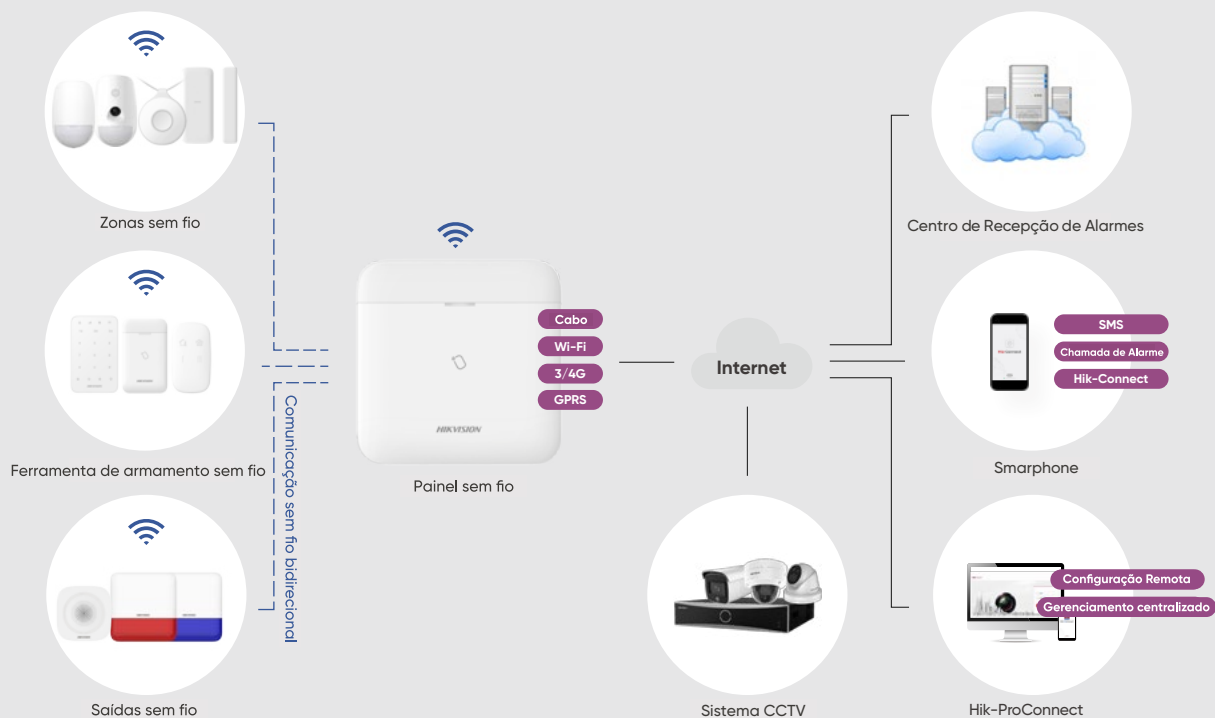 Zonas sem fio
Ferramenta de armamento sem fio
Saídas sem fio
Comunicação sem fio bidirecional
Cabo
Wi-Fi
3/4G
GPRS
HIKVISION
Painel sem fio
Internet
Sistema CCTV
Centro de Recepção de Alarmes
SMS
Chamada de Alarme
Hik-Connect
Smarphone
Configuração Remota
Gerenciamento centralizado
Hik-ProConnect